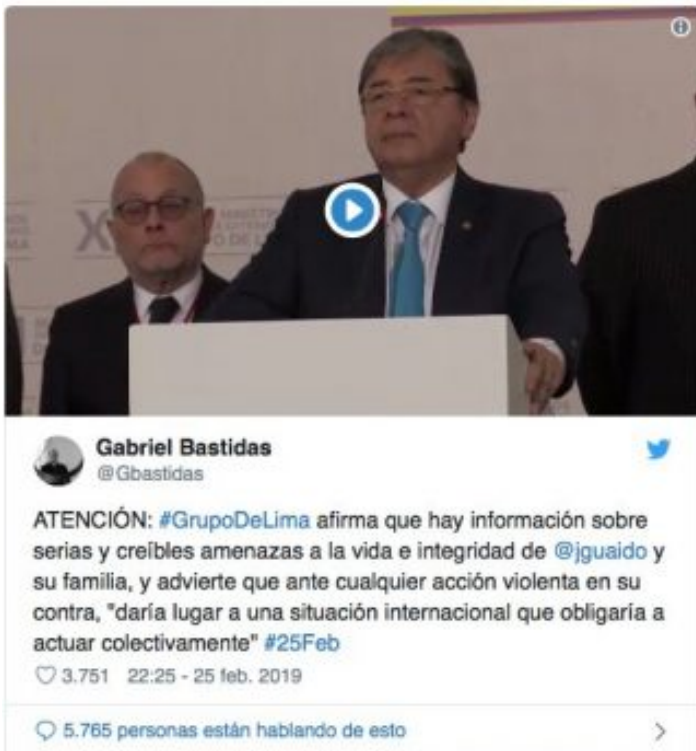 Gabriel Bastidas
@Gbastidas
ATENCIÓN: #GrupoDeLima afirma que hay información sobre
serias y creíbles amenazas a la vida e integridad de @jguaido y
su familia, y advierte que ante cualquier acción violenta en su
contra, "daría lugar a una situación internacional que obligaría a
actuar colectivamente" #25Feb
3.751 22:25 - 25 feb. 2019
5.765 personas están hablando de esto